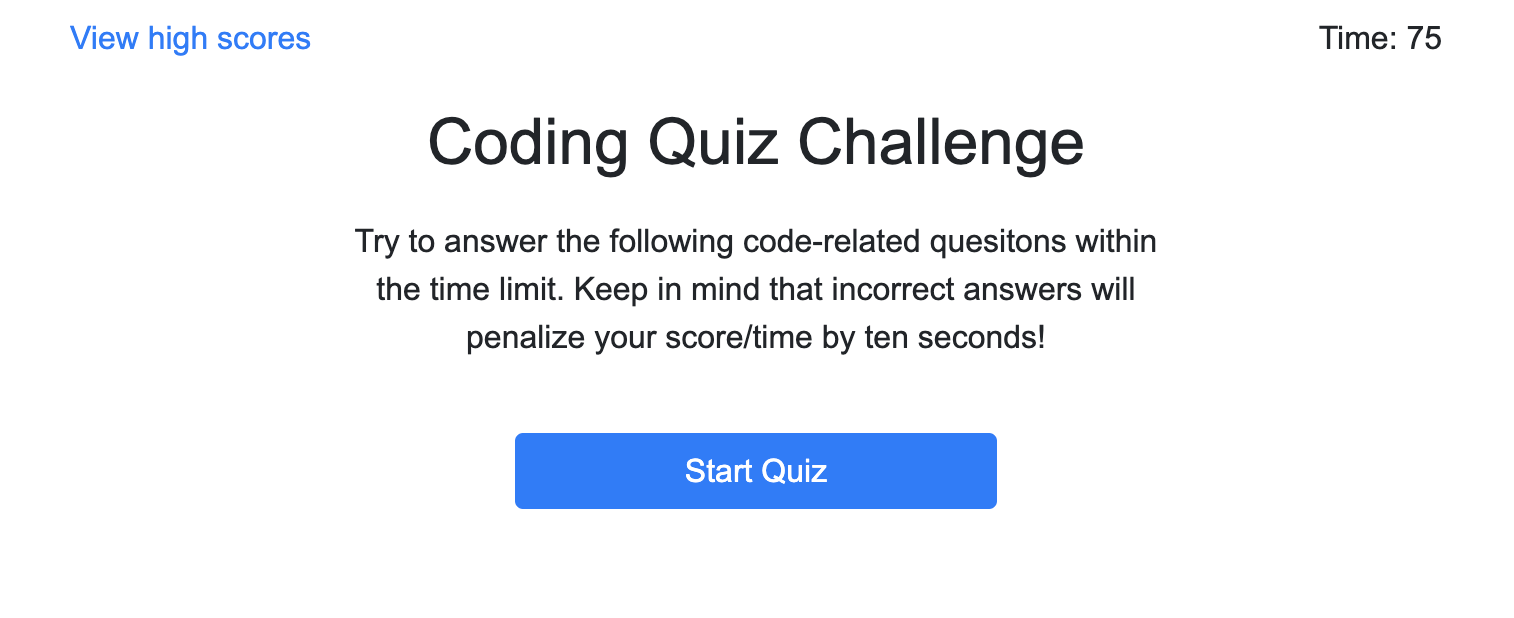 View high scores
Time: 75
Coding Quiz Challenge
Try to answer the following code-related quesitons within
the time limit. Keep in mind that incorrect answers will
penalize your score/time by ten seconds!
Start Quiz